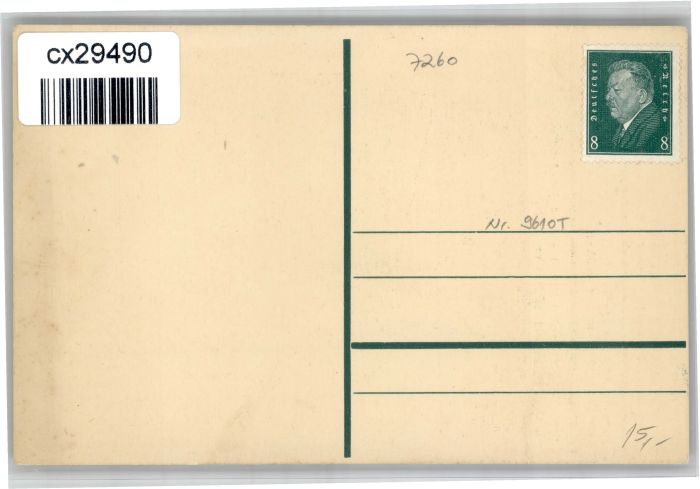 cx29490
7260
Deutsches Reich
8 8
Nr. 9610T
15,-